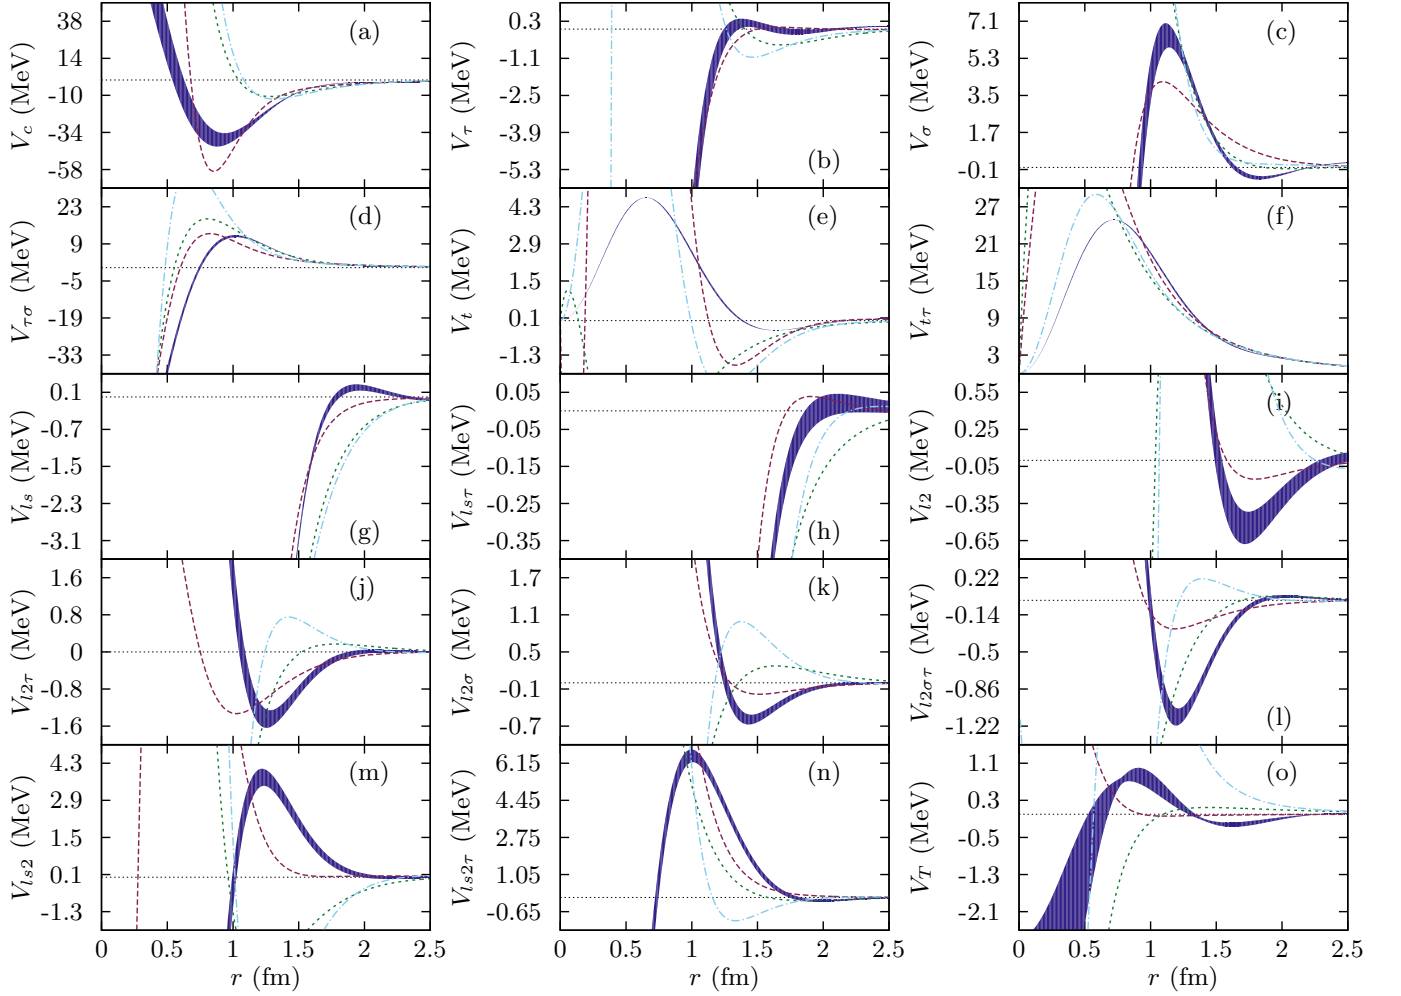 38
14
-10
-34
-58
V_c (MeV)
(a)
0.3
-1.1
-2.5
-3.9
-5.3
V_τ (MeV)
(b)
7.1
5.3
3.5
1.7
-0.1
V_σ (MeV)
(c)
23
9
-5
-19
-33
V_τσ (MeV)
(d)
4.3
2.9
1.5
0.1
-1.3
V_t (MeV)
(e)
27
21
15
9
3
V_tτ (MeV)
(f)
0.1
-0.7
-1.5
-2.3
-3.1
V_ls (MeV)
(g)
0.05
-0.05
-0.15
-0.25
-0.35
V_lsτ (MeV)
(h)
0.55
0.25
-0.05
-0.35
-0.65
V_l2 (MeV)
(i)
1.6
0.8
0
-0.8
-1.6
V_l2τ (MeV)
(j)
1.7
1.1
0.5
-0.1
-0.7
V_l2σ (MeV)
(k)
0.22
-0.14
-0.5
-0.86
-1.22
V_l2στ (MeV)
(l)
4.3
2.9
1.5
0.1
-1.3
V_ls2 (MeV)
(m)
6.15
4.45
2.75
1.05
-0.65
V_ls2τ (MeV)
(n)
1.1
0.3
-0.5
-1.3
-2.1
V_T (MeV)
(o)
0 0.5 1 1.5 2 2.5
r (fm)
0 0.5 1 1.5 2 2.5
r (fm)
0 0.5 1 1.5 2 2.5
r (fm)